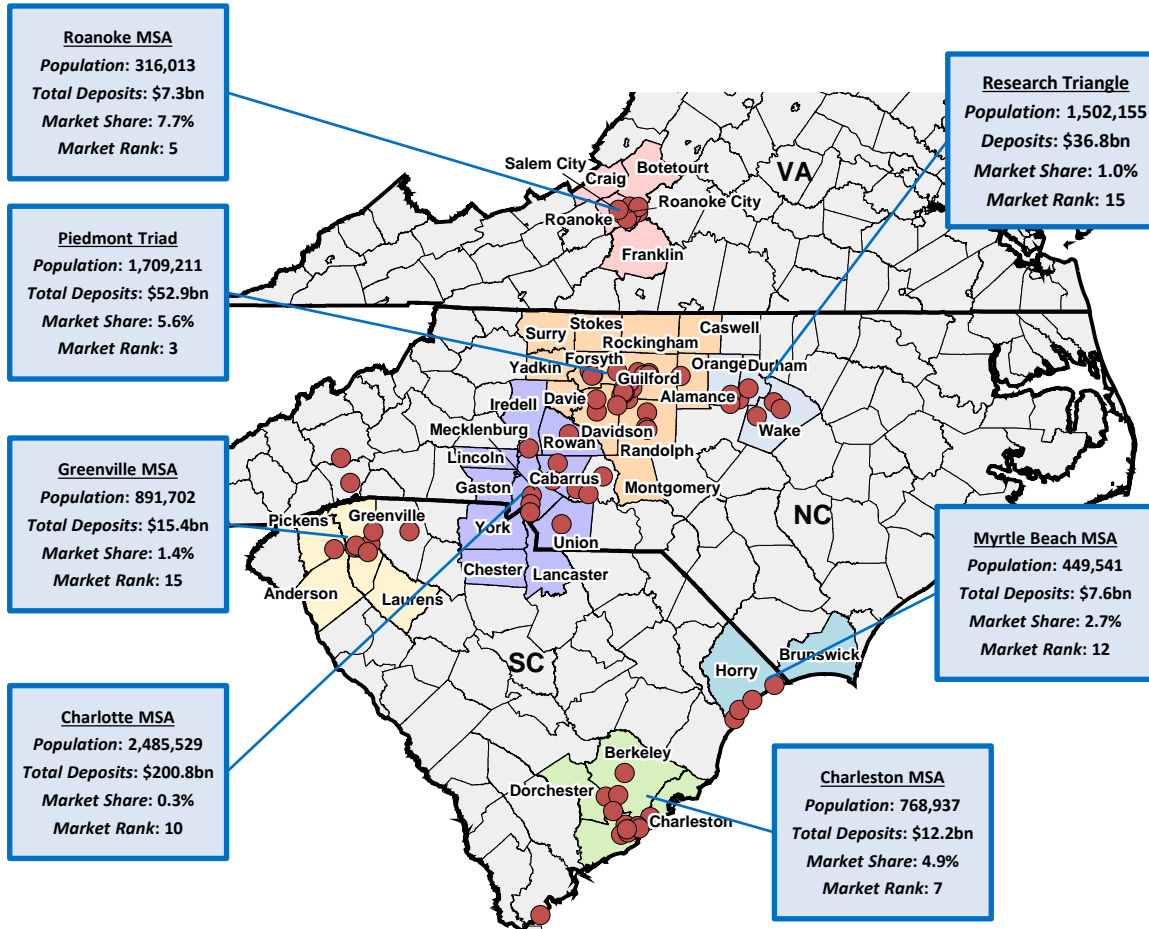 Roanoke MSA
Population: 316,013
Total Deposits: $7.3bn
Market Share: 7.7%
Market Rank: 5
Research Triangle
Population: 1,502,155
Deposits: $36.8bn
Market Share: 1.0%
Market Rank: 15
Piedmont Triad
Population: 1,709,211
Total Deposits: $52.9bn
Market Share: 5.6%
Market Rank: 3
Greenville MSA
Population: 891,702
Total Deposits: $15.4bn
Market Share: 1.4%
Market Rank: 15
Myrtle Beach MSA
Population: 449,541
Total Deposits: $7.6bn
Market Share: 2.7%
Market Rank: 12
Charlotte MSA
Population: 2,485,529
Total Deposits: $200.8bn
Market Share: 0.3%
Market Rank: 10
Charleston MSA
Population: 768,937
Total Deposits: $12.2bn
Market Share: 4.9%
Market Rank: 7
VA
Salem City
Craig
Botetourt
Roanoke City
Roanoke
Franklin
Surry
Stokes
Caswell
Rockingham
Yadkin
Forsyth
Orange
Durham
Guilford
Iredell
Davie
Alamance
Mecklenburg
Rowan
Davidson
Wake
Lincoln
Randolph
Gaston
Cabarrus
Montgomery
NC
Pickens
Greenville
York
Union
Chester
Lancaster
Anderson
Laurens
SC
Horry
Brunswick
Berkeley
Dorchester
Charleston